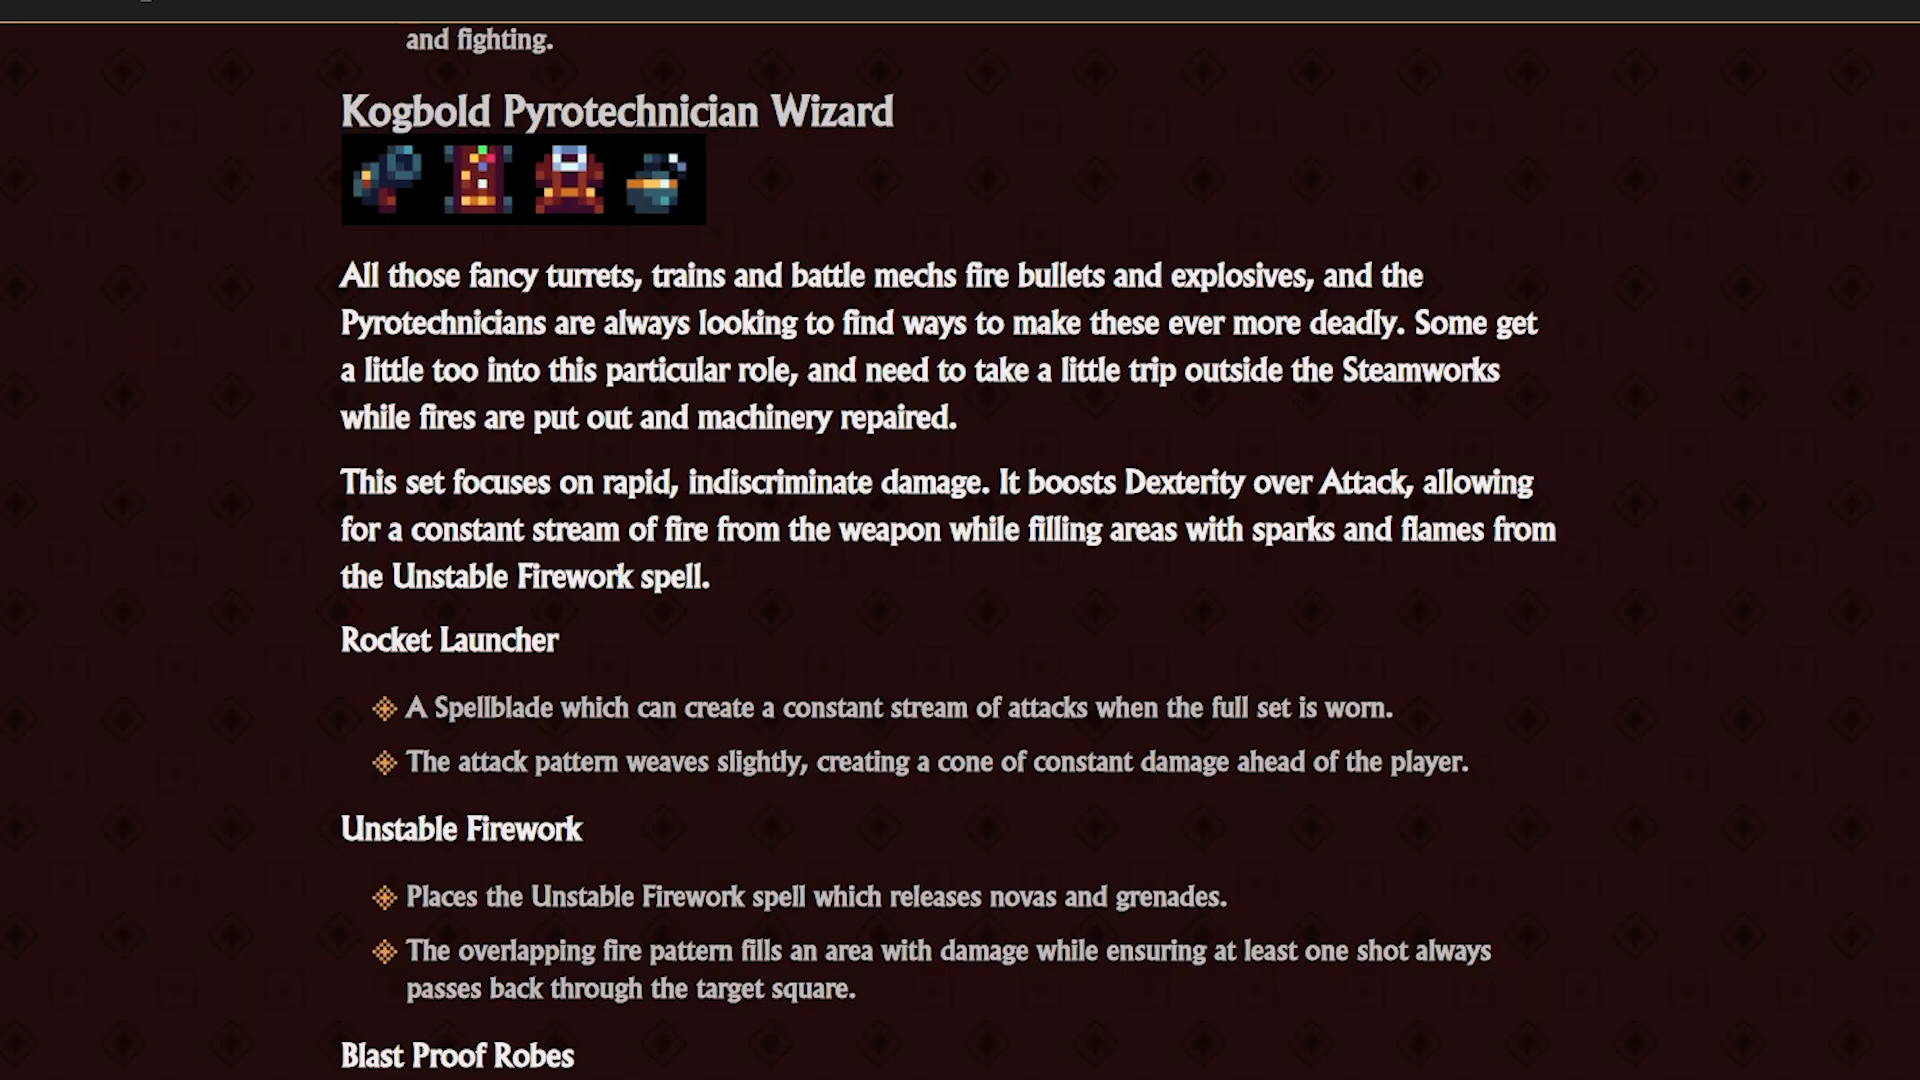 and fighting.
Kogbold Pyrotechnician Wizard
All those fancy turrets, trains and battle mechs fire bullets and explosives, and the
Pyrotechnicians are always looking to find ways to make these ever more deadly. Some get
a little too into this particular role, and need to take a little trip outside the Steamworks
while fires are put out and machinery repaired.
This set focuses on rapid, indiscriminate damage. It boosts Dexterity over Attack, allowing
for a constant stream of fire from the weapon while filling areas with sparks and flames from
the Unstable Firework spell.
Rocket Launcher
A Spellblade which can create a constant stream of attacks when the full set is worn.
The attack pattern weaves slightly, creating a cone of constant damage ahead of the player.
Unstable Firework
Places the Unstable Firework spell which releases novas and grenades.
The overlapping fire pattern fills an area with damage while ensuring at least one shot always
passes back through the target square.
Blast Proof Robes